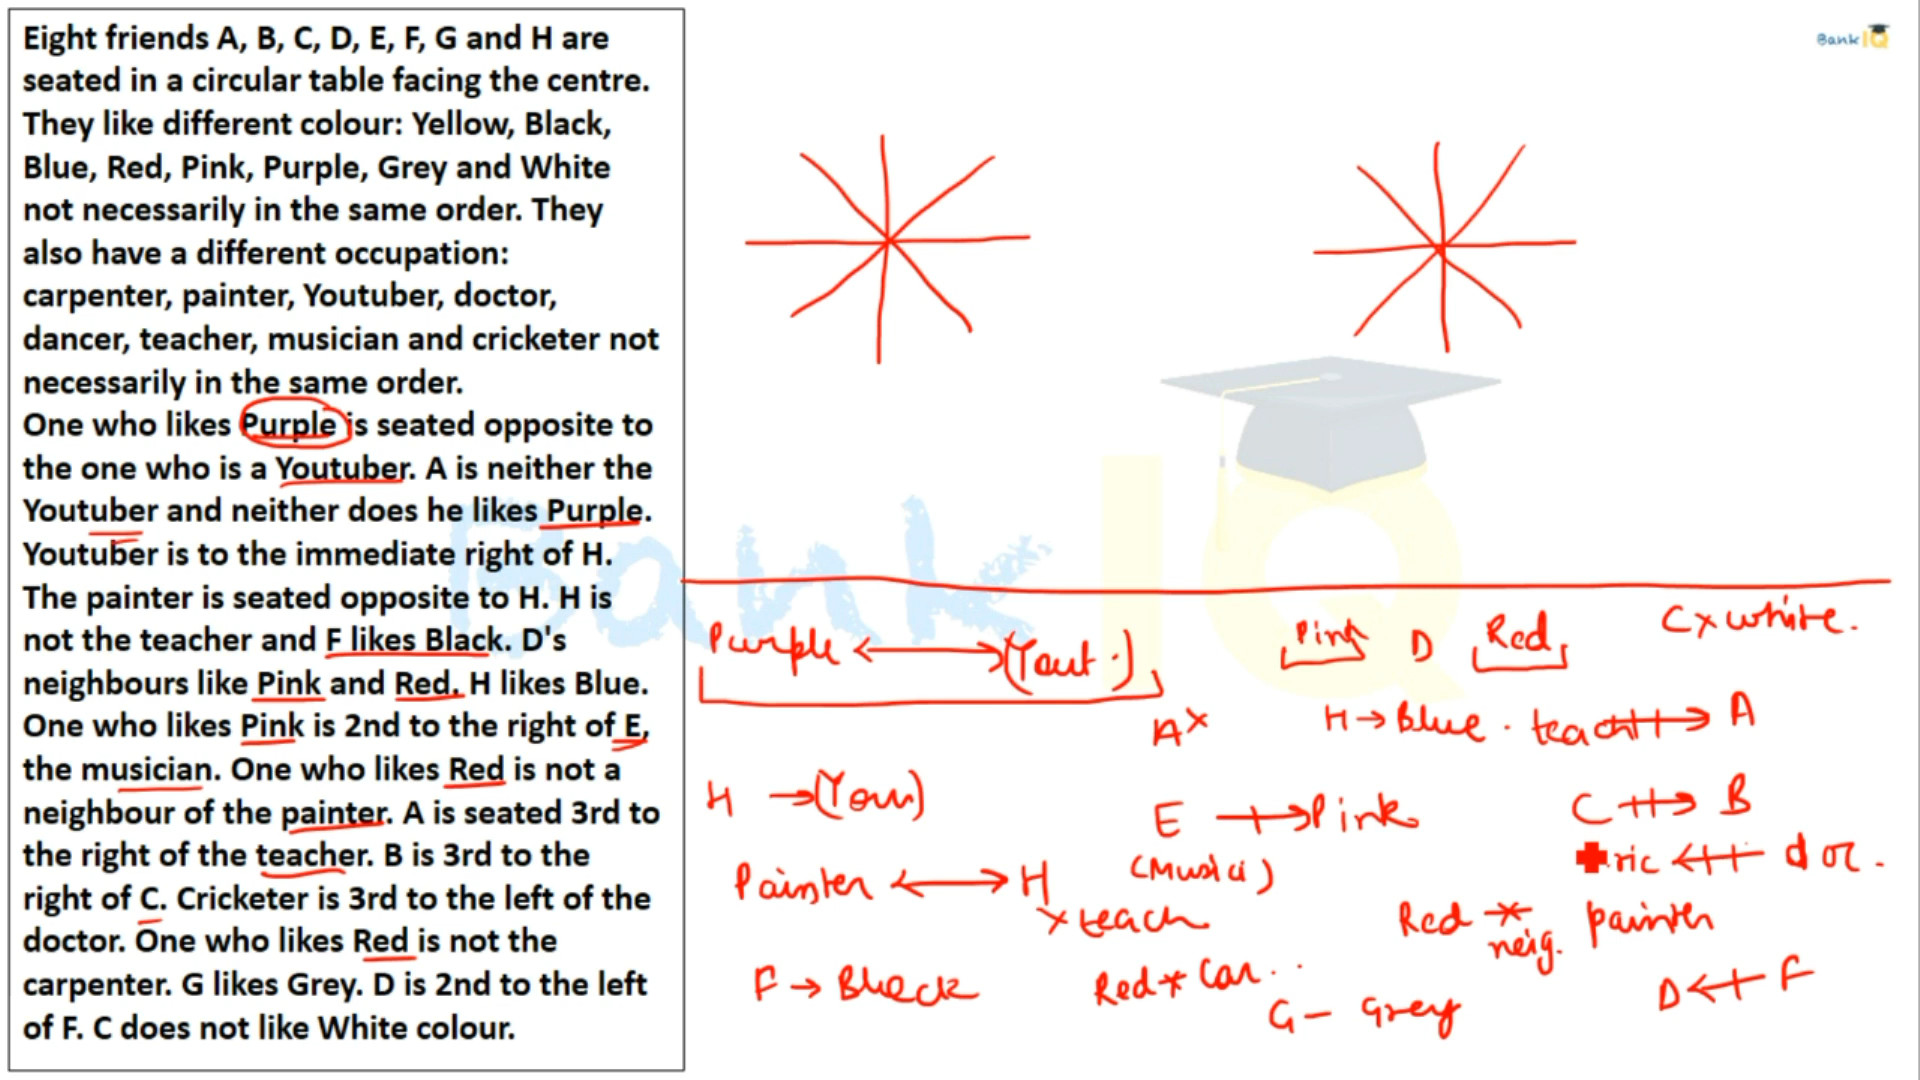 Eight friends A, B, C, D, E, F, G and H are
seated in a circular table facing the centre.
They like different colour: Yellow, Black,
Blue, Red, Pink, Purple, Grey and White
not necessarily in the same order. They
also have a different occupation:
carpenter, painter, Youtuber, doctor,
dancer, teacher, musician and cricketer not
necessarily in the same order.
One who likes Purple is seated opposite to
the one who is a Youtuber. A is neither the
Youtuber and neither does he likes Purple.
Youtuber is to the immediate right of H.
The painter is seated opposite to H. H is
not the teacher and F likes Black. D's
neighbours like Pink and Red. H likes Blue.
One who likes Pink is 2nd to the right of E,
the musician. One who likes Red is not a
neighbour of the painter. A is seated 3rd to
the right of the teacher. B is 3rd to the
right of C. Cricketer is 3rd to the left of the
doctor. One who likes Red is not the
carpenter. G likes Grey. D is 2nd to the left
of F. C does not like White colour.
Bank IQ
Bank IQ
Purple (Yout.) Pink D Red C x white.
A x H → Blue. teach A
H → (You) E Pink C B
(Musici)
ric doc.
Painter H
x teach Red neig. painter
F → Black Red x Car.. G - Grey D F